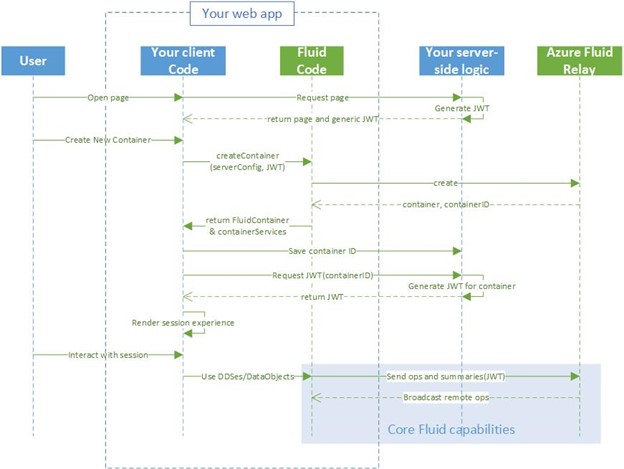 Your web app
User
Your client
Code
Fluid
Code
Your server-
side logic
Azure Fluid
Relay
Open page
Request page
Generate JWT
return page and generic JWT
Create New Container
createContainer
(serverConfig, JWT)
create
container, containerID
return FluidContainer
& containerServices
Save container ID
Request JWT(containerID)
Generate JWT for container
return JWT
Render session experience
Interact with session
Use DDSes/DataObjects
Send ops and summaries(JWT)
Broadcast remote ops
Core Fluid capabilities